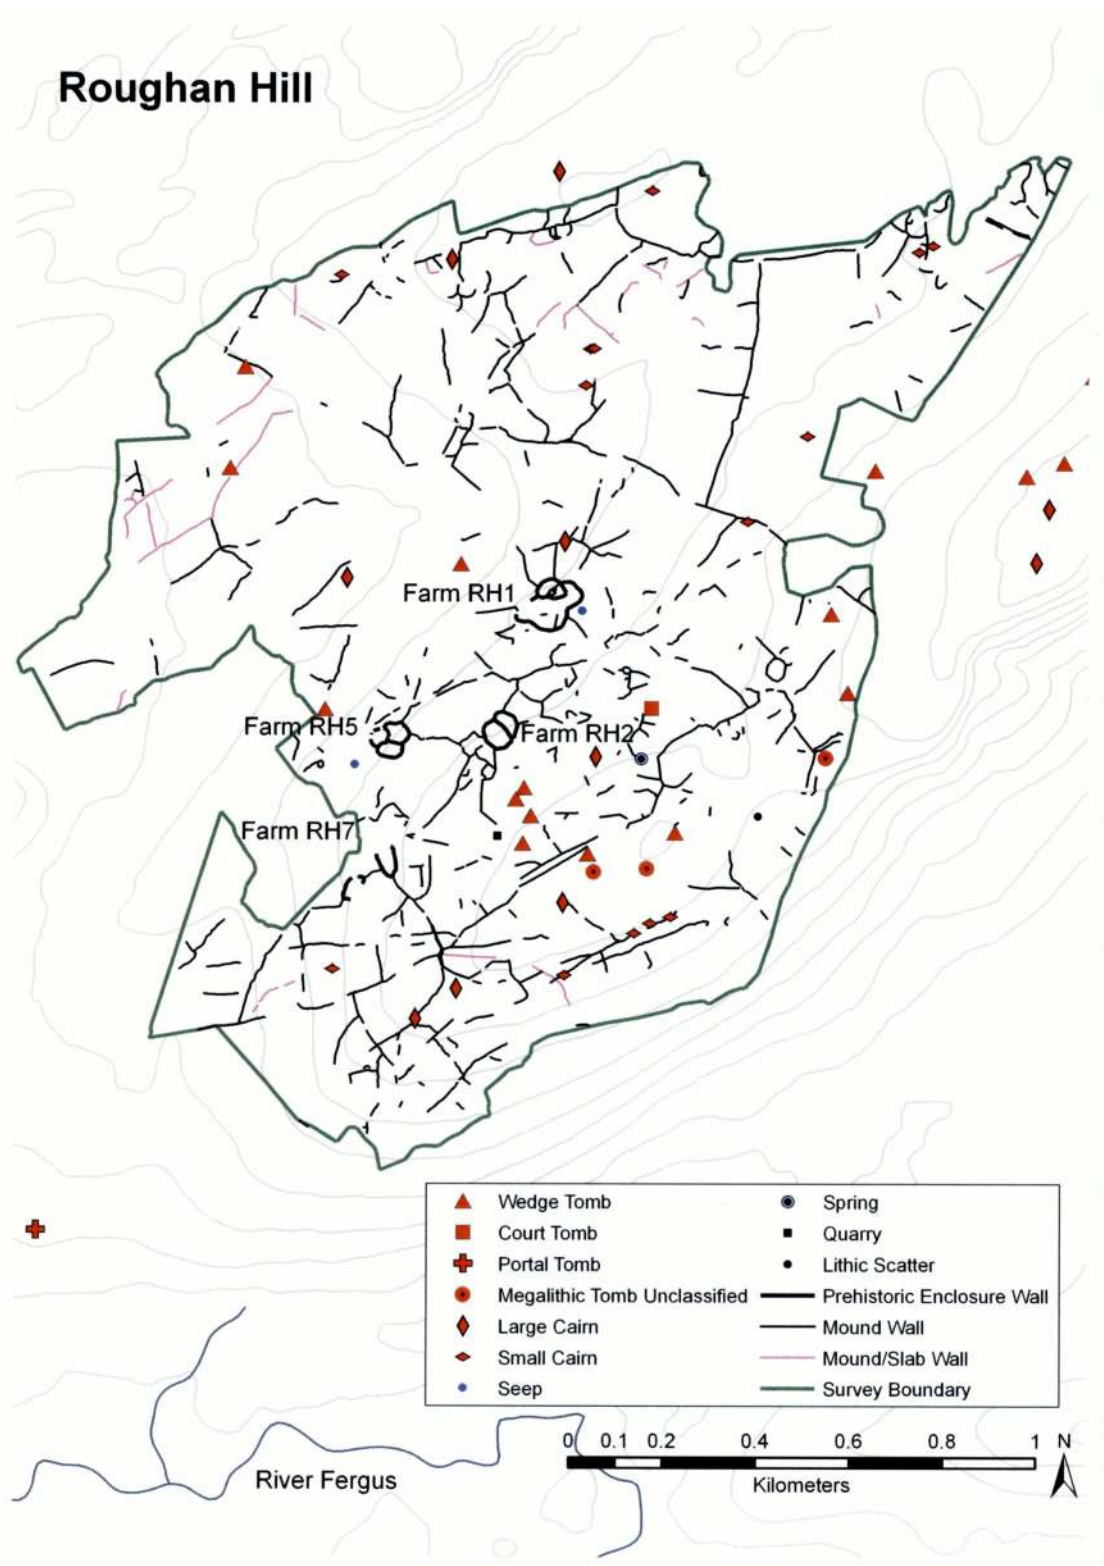 Roughan Hill
Farm RH1
Farm RH5
Farm RH2
Farm RH7
Wedge Tomb
Court Tomb
Portal Tomb
Megalithic Tomb Unclassified
Large Cairn
Small Cairn
Seep
Spring
Quarry
Lithic Scatter
Prehistoric Enclosure Wall
Mound Wall
Mound/Slab Wall
Survey Boundary
0 0.1 0.2 0.4 0.6 0.8 1 N
Kilometers
River Fergus